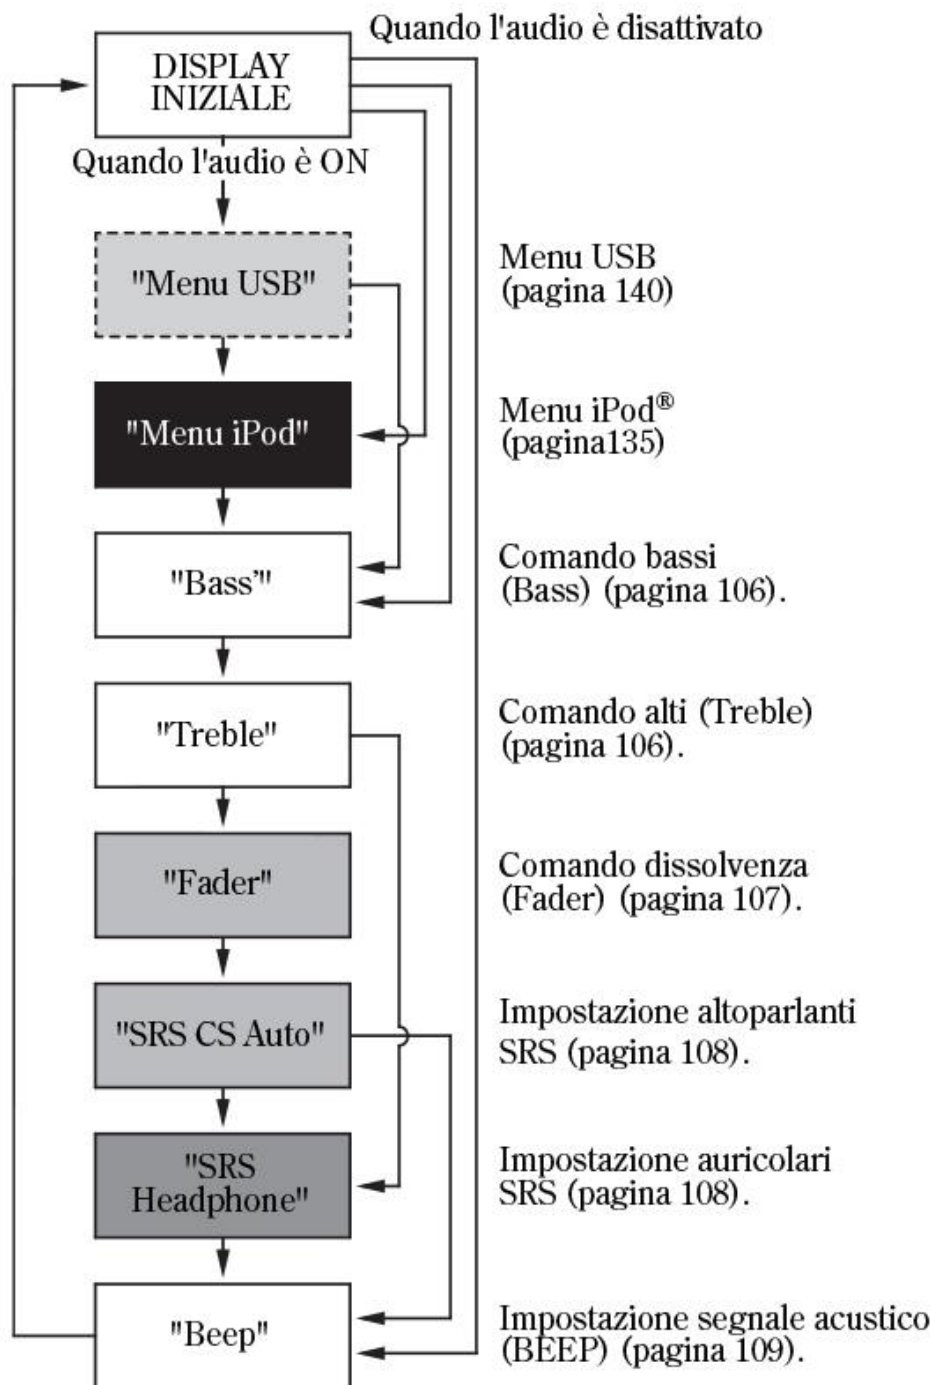 Quando l'audio è disattivato
DISPLAY
INIZIALE
Quando l'audio è ON
"Menu USB"
Menu USB
(pagina 140)
"Menu iPod"
Menu iPod®
(pagina135)
"Bass’"
Comando bassi
(Bass) (pagina 106).
"Treble"
Comando alti (Treble)
(pagina 106).
"Fader"
Comando dissolvenza
(Fader) (pagina 107).
"SRS CS Auto"
Impostazione altoparlanti
SRS (pagina 108).
"SRS
Headphone"
Impostazione auricolari
SRS (pagina 108).
"Beep"
Impostazione segnale acustico
(BEEP) (pagina 109).